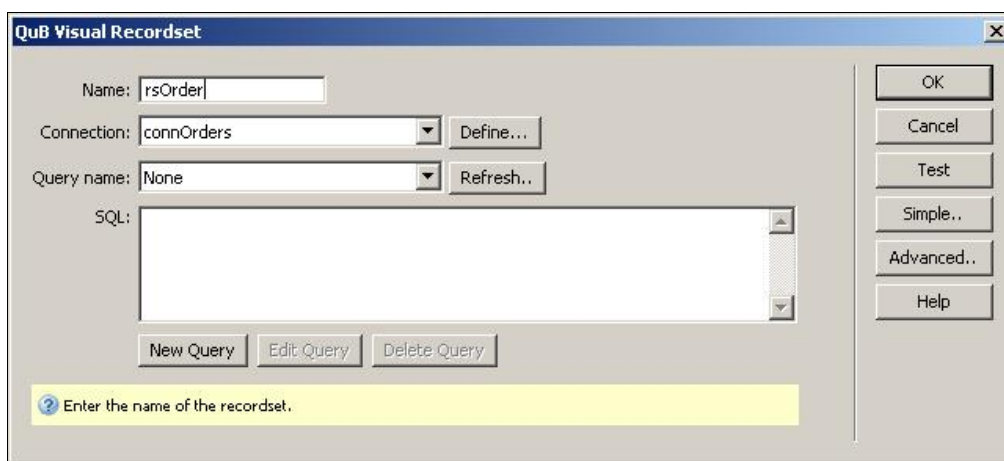 QuB Visual Recordset
Name: rsOrder
Connection: connOrders Define...
Query name: None Refresh..
SQL:
New Query Edit Query Delete Query
Enter the name of the recordset.
OK
Cancel
Test
Simple..
Advanced..
Help